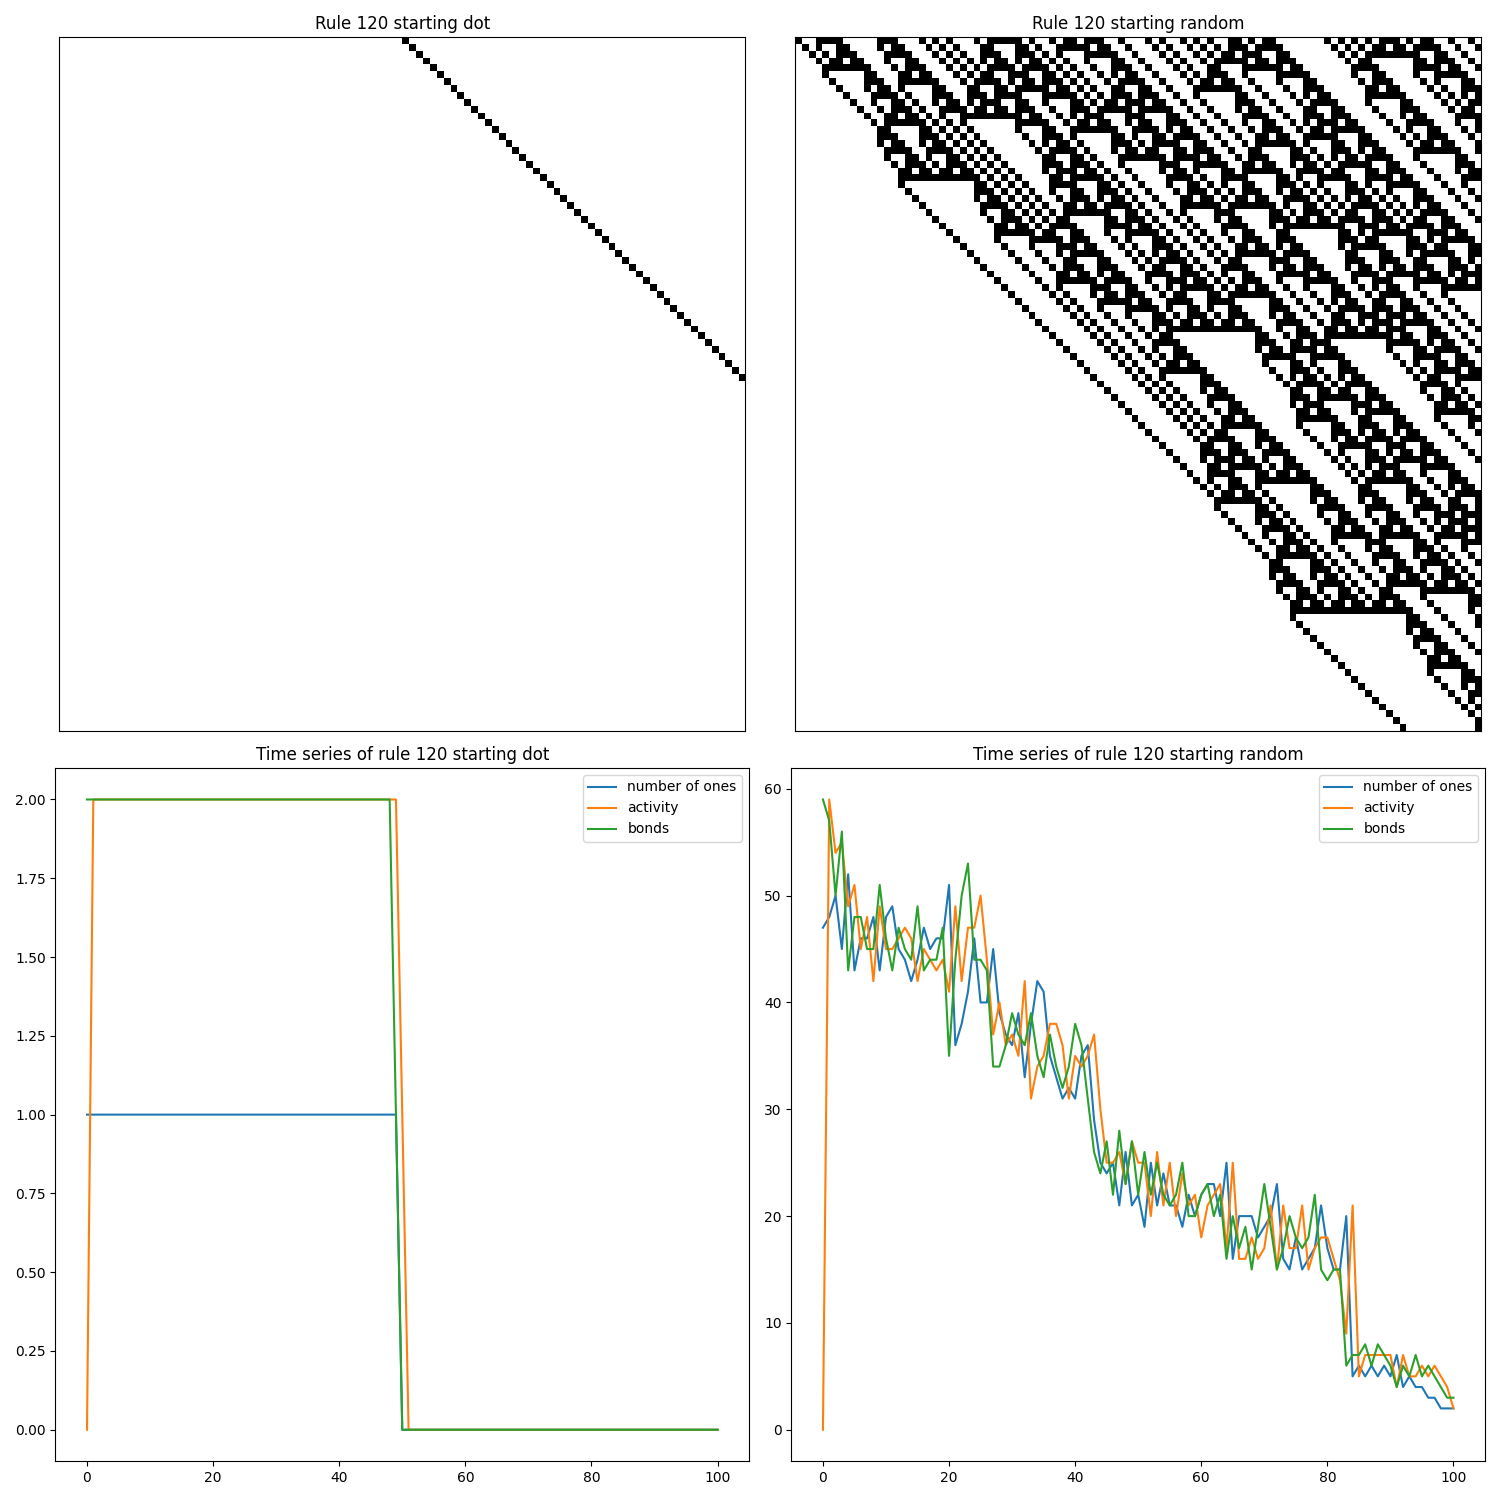 Rule 120 starting dot
Rule 120 starting random
Time series of rule 120 starting dot
number of ones
activity
bonds
2.00
1.75
1.50
1.25
1.00
0.75
0.50
0.25
0.00
0
20
40
60
80
100
Time series of rule 120 starting random
number of ones
activity
bonds
60
50
40
30
20
10
0
0
20
40
60
80
100